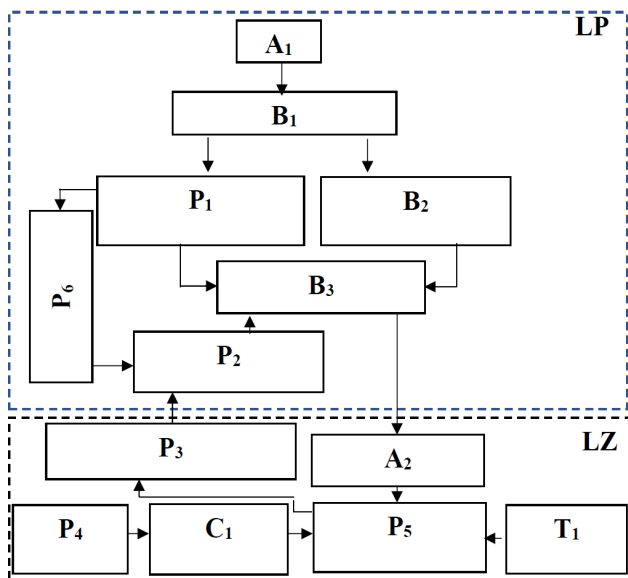 LP
A₁
B₁
P₁
B₂
P₆
B₃
P₂
LZ
P₃
A₂
P₄
C₁
P₅
T₁